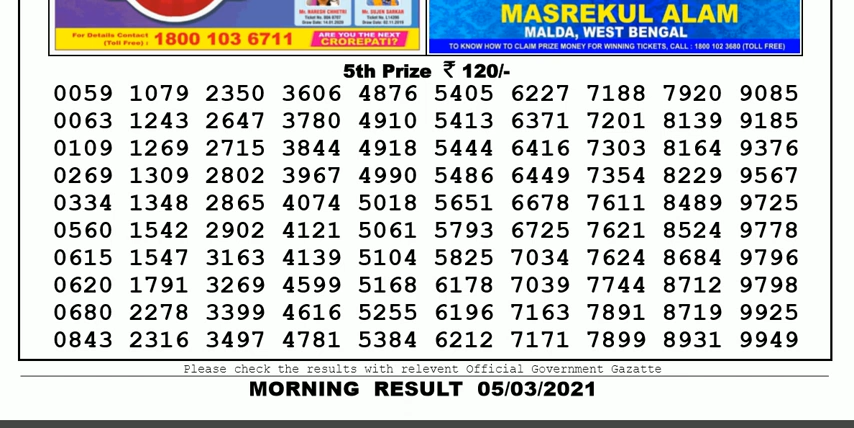 Mr. RAKESH CHHETRI
Mr. SUJON SARKAR
For Details Contact
(Toll Free) : 1800 103 6711
ARE YOU THE NEXT
CROREPATI?
MASREKUL ALAM
MALDA, WEST BENGAL
TO KNOW HOW TO CLAIM PRIZE MONEY FOR WINNING TICKETS, CALL : 1800 102 3680 (TOLL FREE)
5th Prize ₹ 120/-
0059 1079 2350 3606 4876 5405 6227 7188 7920 9085
0063 1243 2647 3780 4910 5413 6371 7201 8139 9185
0109 1269 2715 3844 4918 5444 6416 7303 8164 9376
0269 1309 2802 3967 4990 5486 6449 7354 8229 9567
0334 1348 2865 4074 5018 5651 6678 7611 8489 9725
0560 1542 2902 4121 5061 5793 6725 7621 8524 9778
0615 1547 3163 4139 5104 5825 7034 7624 8684 9796
0620 1791 3269 4599 5168 6178 7039 7744 8712 9798
0680 2278 3399 4616 5255 6196 7163 7891 8719 9925
0843 2316 3497 4781 5384 6212 7171 7899 8931 9949
Please check the results with relevent Official Government Gazatte
MORNING RESULT 05/03/2021